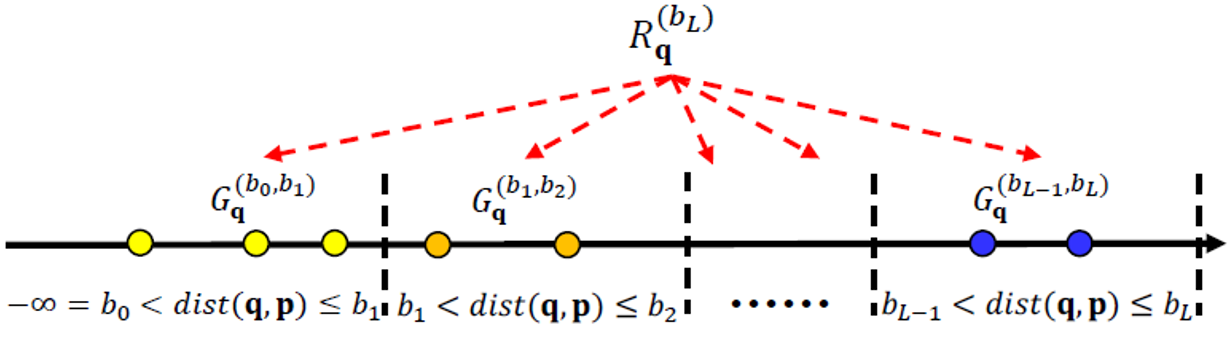 R_𝐪^{(b_L)}
G_𝐪^{(b_0,b_1)} G_𝐪^{(b_1,b_2)} G_𝐪^{(b_{L-1},b_L)}
−∞ = b_0 < dist(𝐪, 𝐩) ≤ b_1 b_1 < dist(𝐪, 𝐩) ≤ b_2 •••••• b_{L−1} < dist(𝐪, 𝐩) ≤ b_L